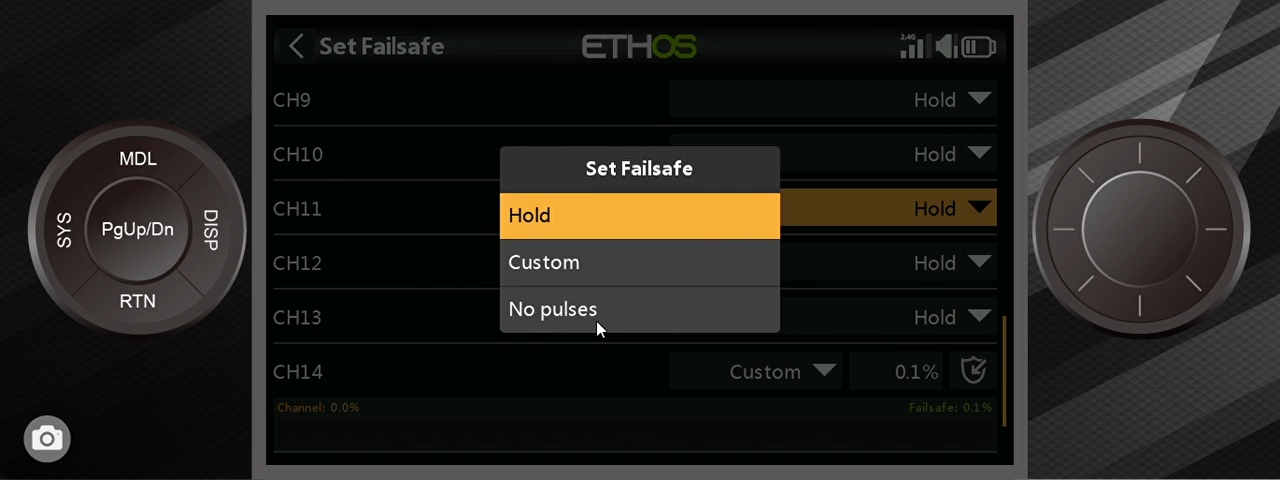 Set Failsafe
ETHOS
2.4G
CH9 Hold
CH10 Hold
CH11 Hold
CH12 Hold
CH13 Hold
CH14 Custom 0.1%
Channel: 0.0% Failsafe: 0.1%
Set Failsafe
Hold
Custom
No pulses
MDL
SYS
PgUp/Dn
DISP
RTN